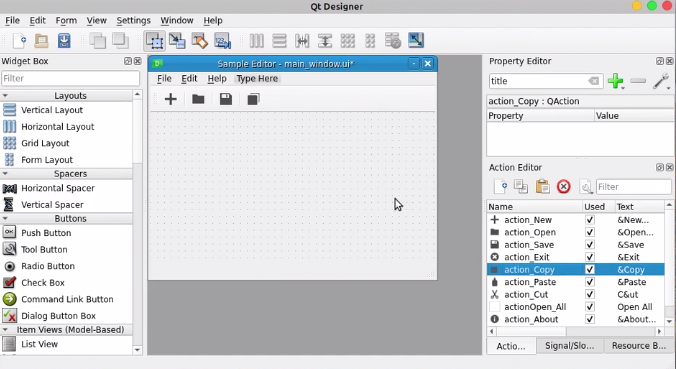 Qt Designer
File Edit Form View Settings Window Help
Widget Box
Filter
Layouts
Vertical Layout
Horizontal Layout
Grid Layout
Form Layout
Spacers
Horizontal Spacer
Vertical Spacer
Buttons
Push Button
Tool Button
Radio Button
Check Box
Command Link Button
Dialog Button Box
Item Views (Model-Based)
List View
Sample Editor - main_window.ui*
File Edit Help Type Here
Property Editor
title
action_Copy : QAction
Property Value
Action Editor
Filter
Name Used Text
action_New &New...
action_Open &Open...
action_Save &Save
action_Exit &Exit
action_Copy &Copy
action_Paste &Paste
action_Cut C&ut
actionOpen_All Open All
action_About &About...
Actio... Signal/Slo... Resource B...